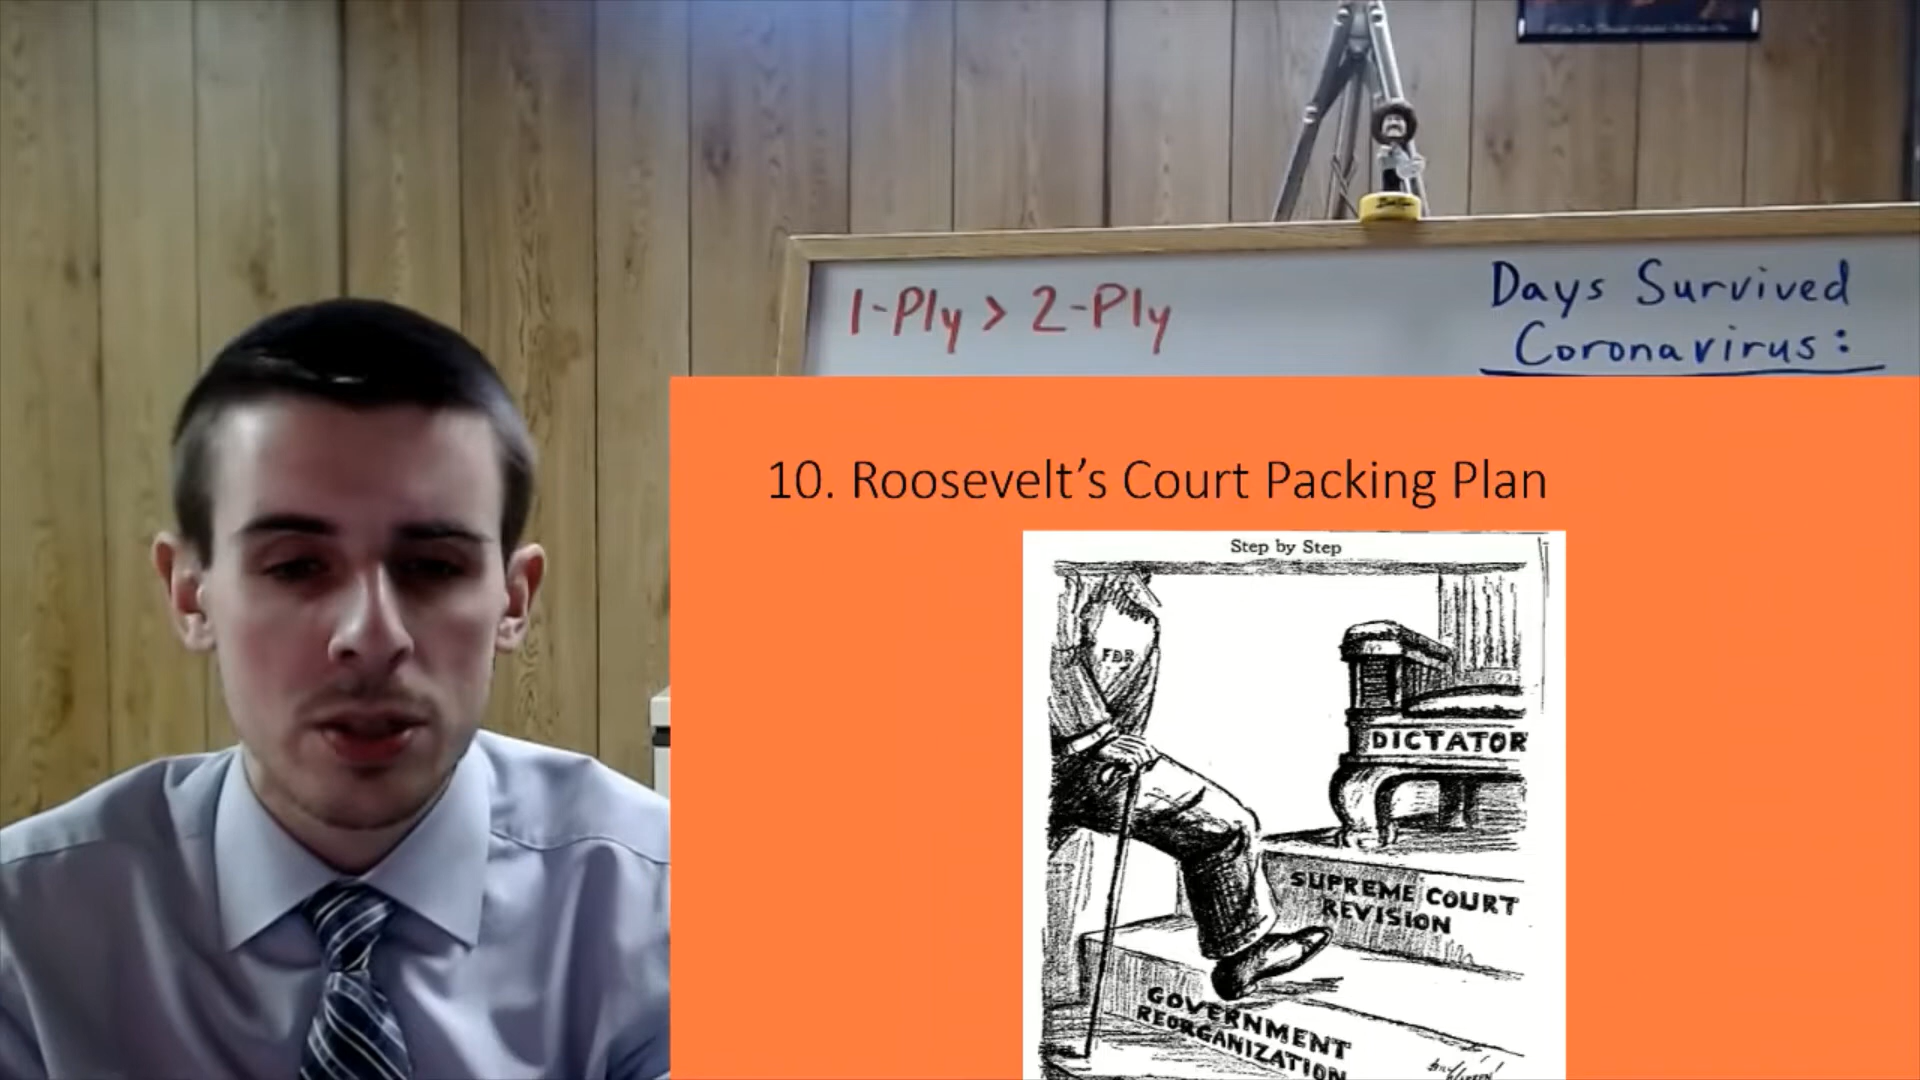 1-Ply > 2-Ply
Days Survived
Coronavirus:
10. Roosevelt's Court Packing Plan
Step by Step
FDR
DICTATOR
SUPREME COURT
REVISION
GOVERNMENT
REORGANIZATION